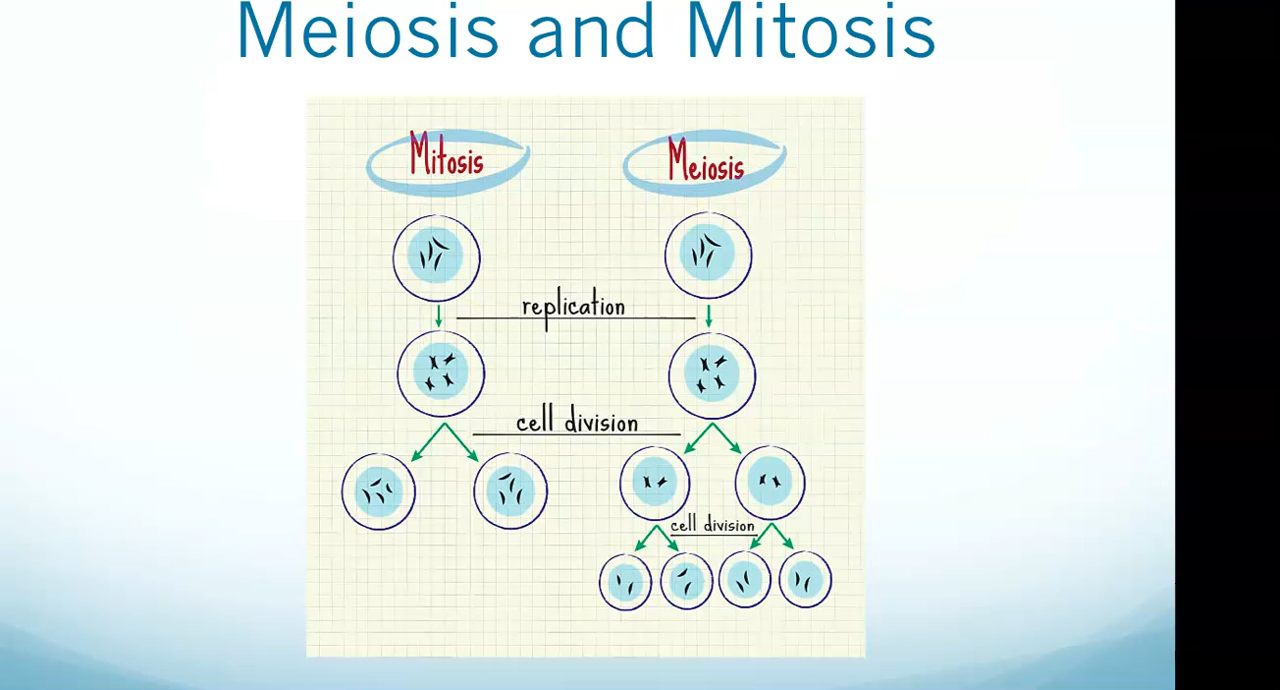 Meiosis and Mitosis
Mitosis
Meiosis
replication
cell division
cell division